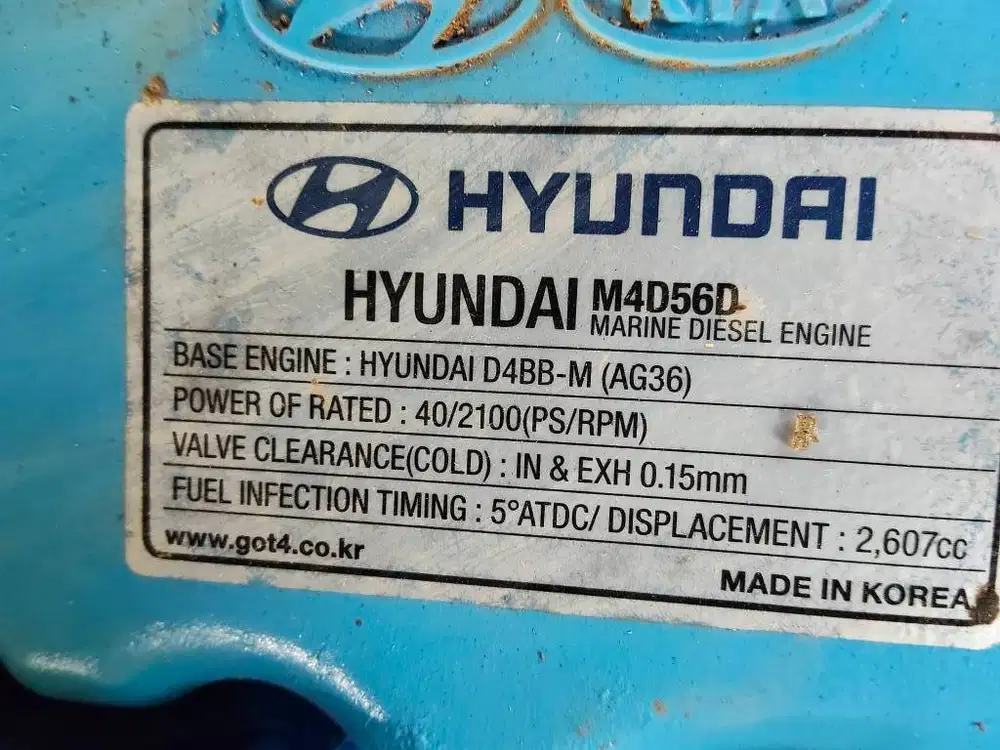 KIA
HYUNDAI
HYUNDAI M4D56D
MARINE DIESEL ENGINE
BASE ENGINE : HYUNDAI D4BB-M (AG36)
POWER OF RATED : 40/2100(PS/RPM)
VALVE CLEARANCE(COLD) : IN & EXH 0.15mm
FUEL INFECTION TIMING : 5°ATDC/ DISPLACEMENT : 2,607cc
www.got4.co.kr
MADE IN KOREA